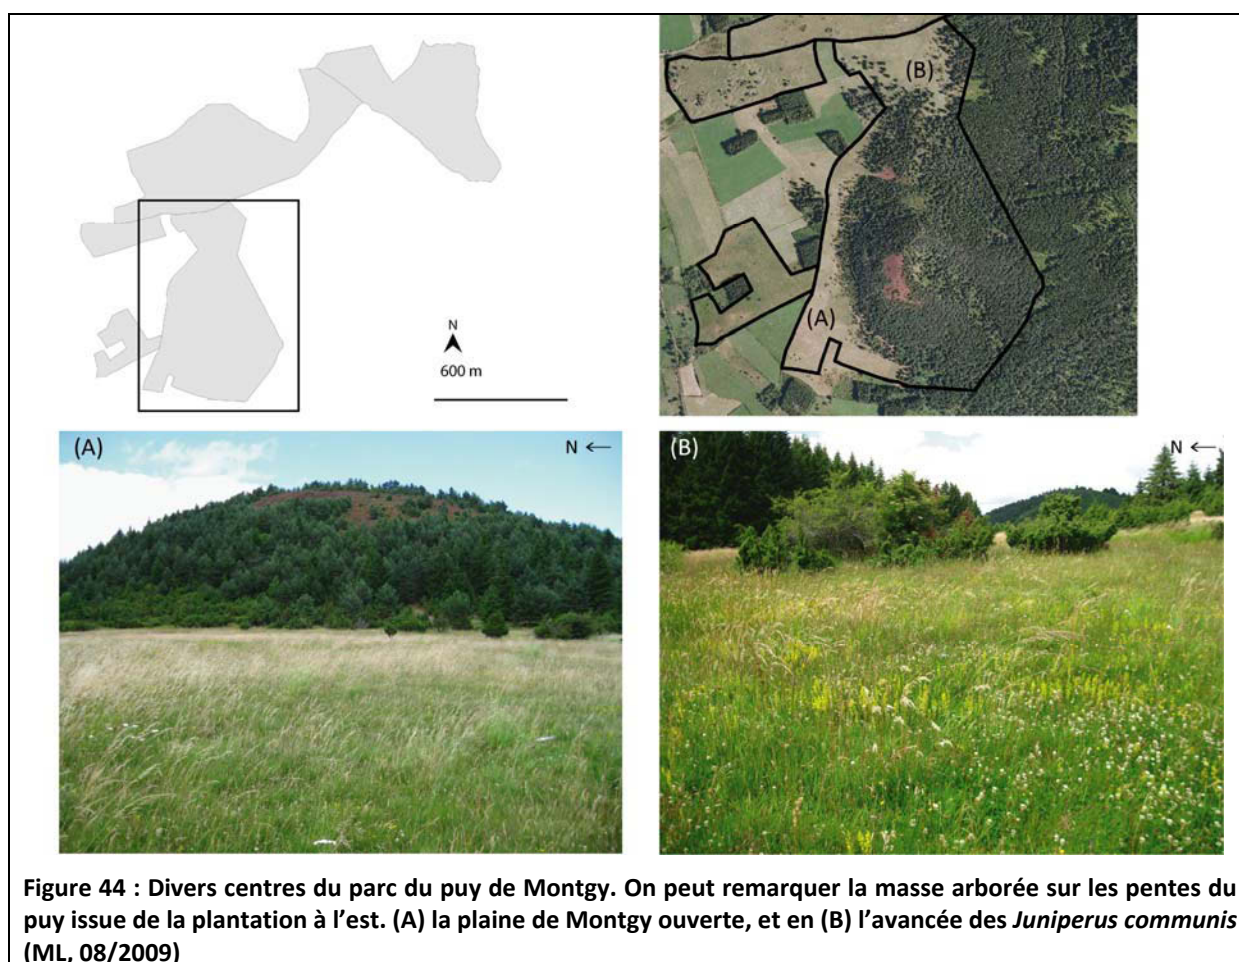 N
600 m
(B)
(A)
(A)
N ←
(B)
N ←
Figure 44 : Divers centres du parc du puy de Montgy. On peut remarquer la masse arborée sur les pentes du
puy issue de la plantation à l’est. (A) la plaine de Montgy ouverte, et en (B) l’avancée des Juniperus communis
(ML, 08/2009)